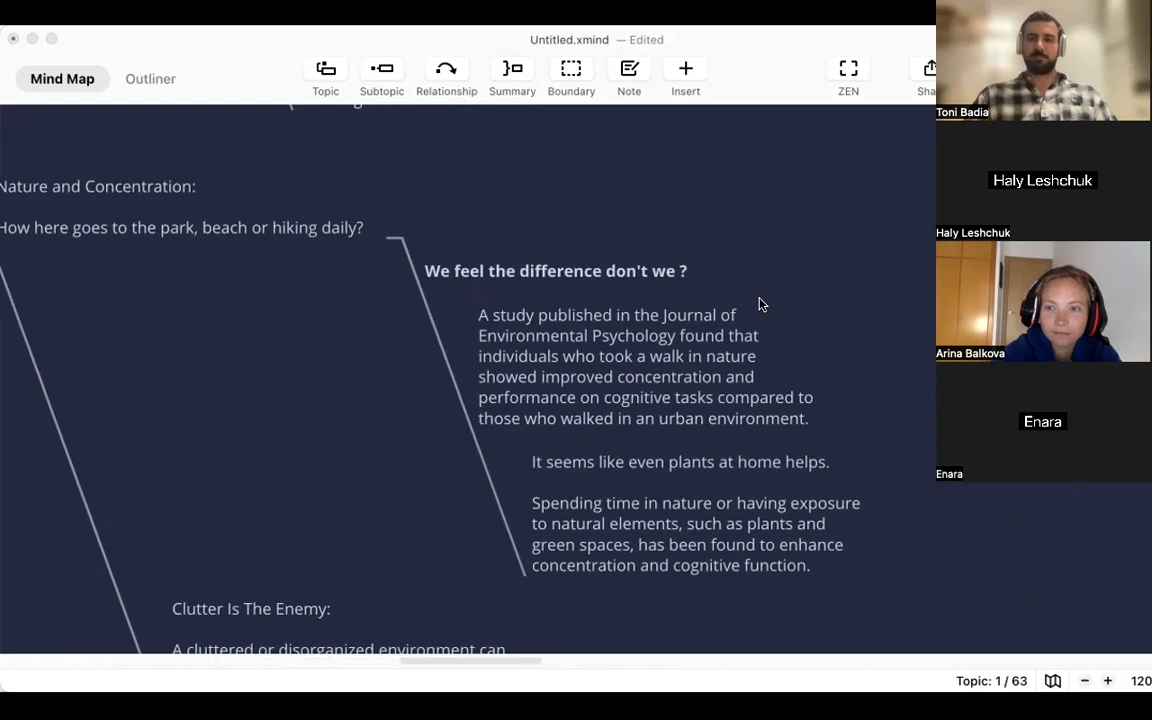 Untitled.xmind — Edited
Mind Map
Outliner
Topic
Subtopic
Relationship
Summary
Boundary
Note
Insert
ZEN
Toni Badia
Nature and Concentration:
How here goes to the park, beach or hiking daily?
We feel the difference don't we ?
A study published in the Journal of
Environmental Psychology found that
individuals who took a walk in nature
showed improved concentration and
performance on cognitive tasks compared to
those who walked in an urban environment.
It seems like even plants at home helps.
Spending time in nature or having exposure
to natural elements, such as plants and
green spaces, has been found to enhance
concentration and cognitive function.
Clutter Is The Enemy:
A cluttered or disorganized environment can
Haly Leshchuk
Haly Leshchuk
Arina Balkova
Enara
Enara
Topic: 1 / 63
120